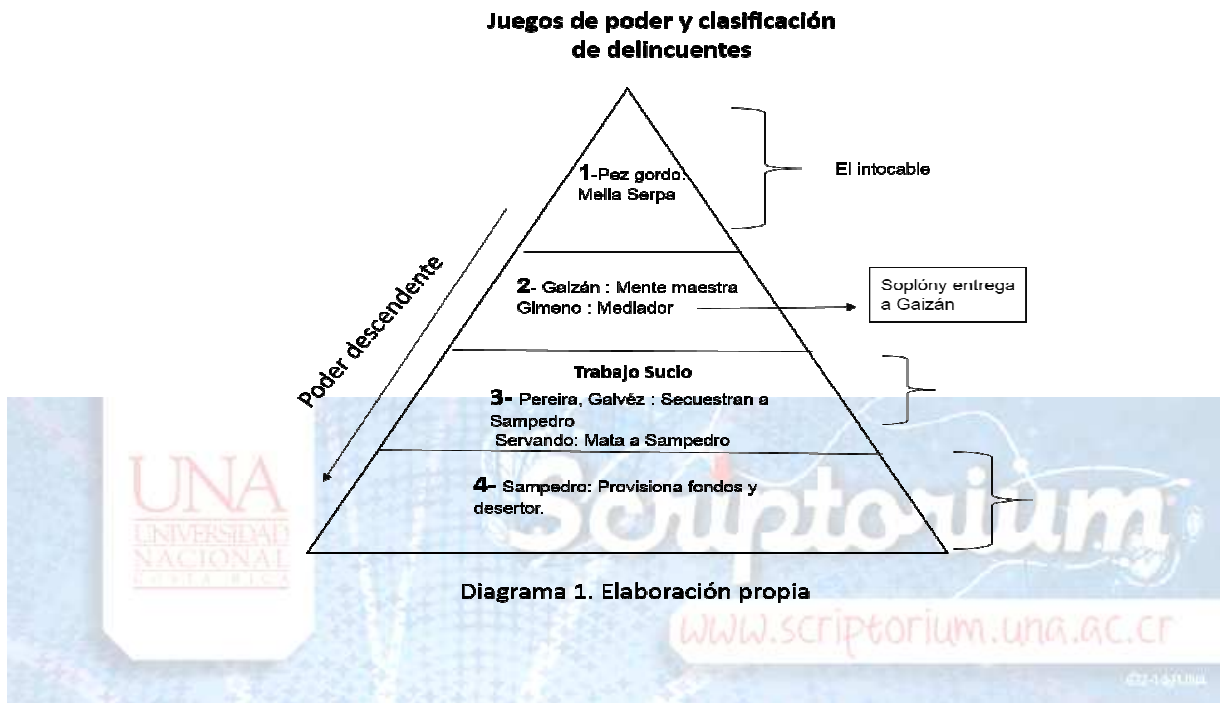 Juegos de poder y clasificación
de delincuentes
1-Pez gordo:
Mella Serpa
El intocable
Poder descendente
2- Gaizán : Mente maestra
Gimeno : Mediador
Soplóny entrega
a Gaizán
Trabajo Sucio
3- Pereira, Galvéz : Secuestran a
Sampedro
Servando: Mata a Sampedro
4- Sampedro: Provisiona fondos y
desertor.
UNA
UNIVERSIDAD
NACIONAL
COSTA RICA
Scriptorium
Diagrama 1. Elaboración propia
www.scriptorium.una.ac.cr